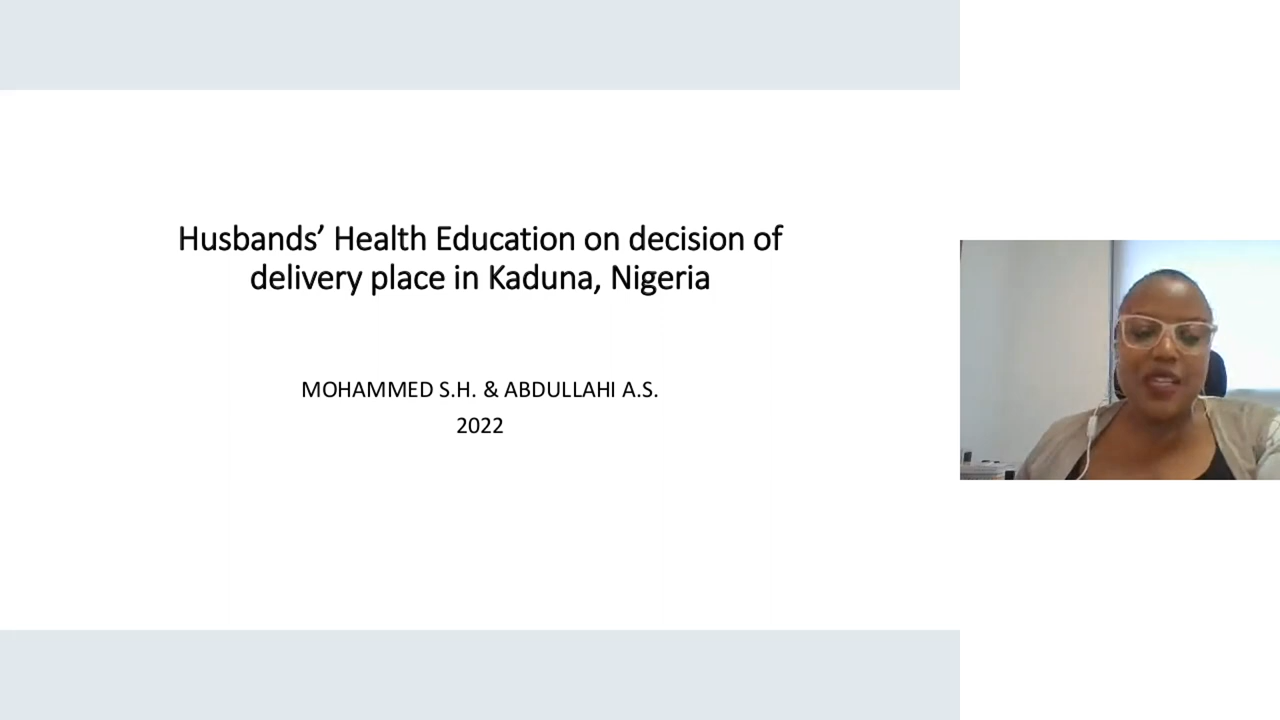 Husbands’ Health Education on decision of
delivery place in Kaduna, Nigeria
MOHAMMED S.H. & ABDULLAHI A.S.
2022